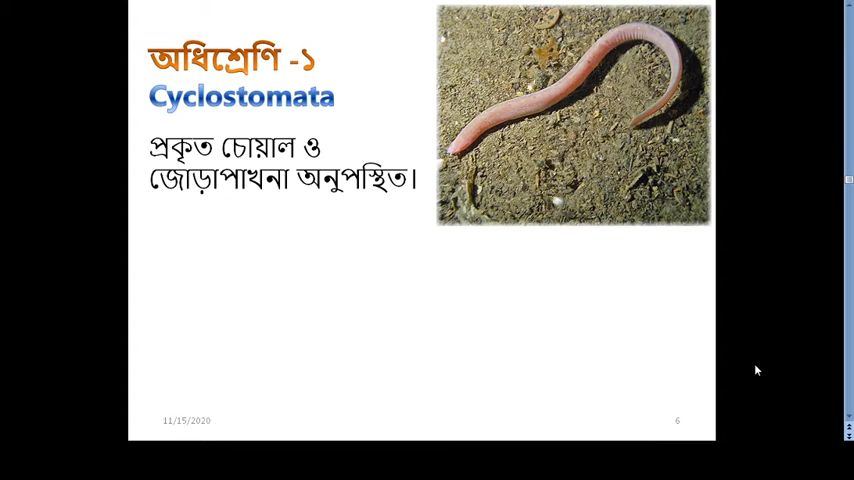 অধিশ্রেণি -১
Cyclostomata
প্রকৃত চোয়াল ও
জোড়াপাখনা অনুপস্থিত।
11/15/2020
6